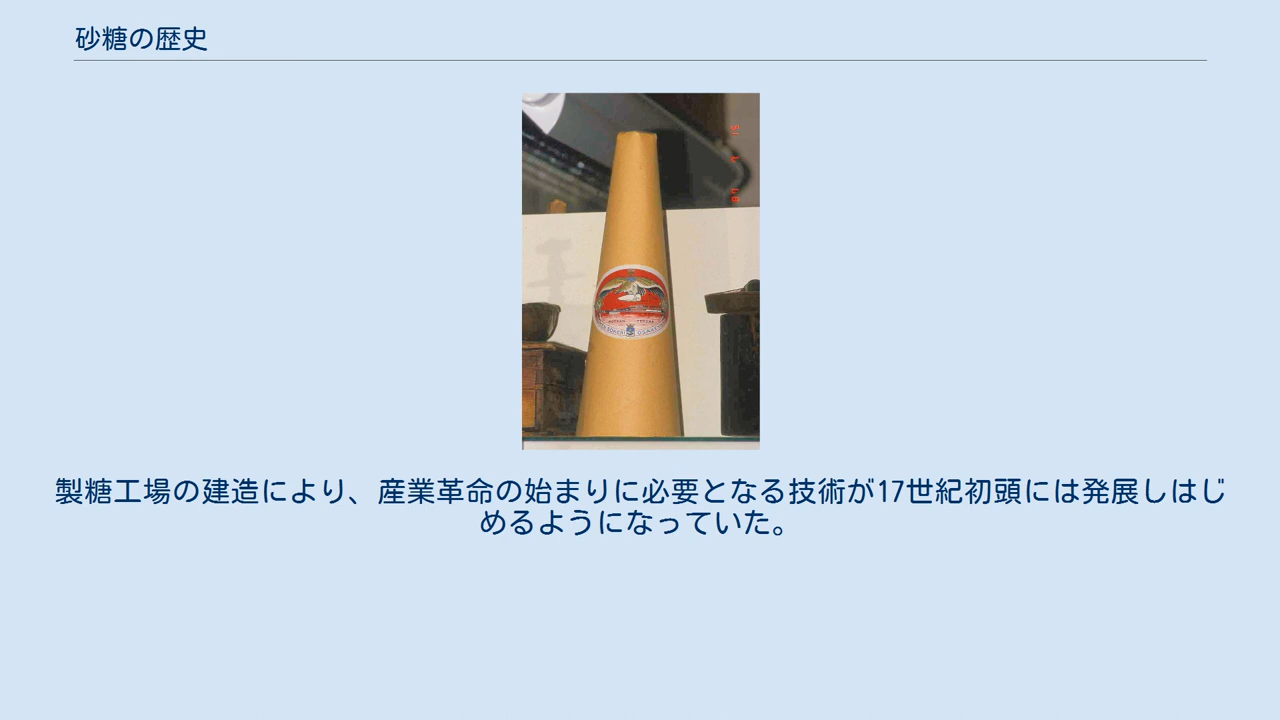 砂糖の歴史
製糖工場の建造により、産業革命の始まりに必要となる技術が17世紀初頭には発展しはじ
めるようになっていた。